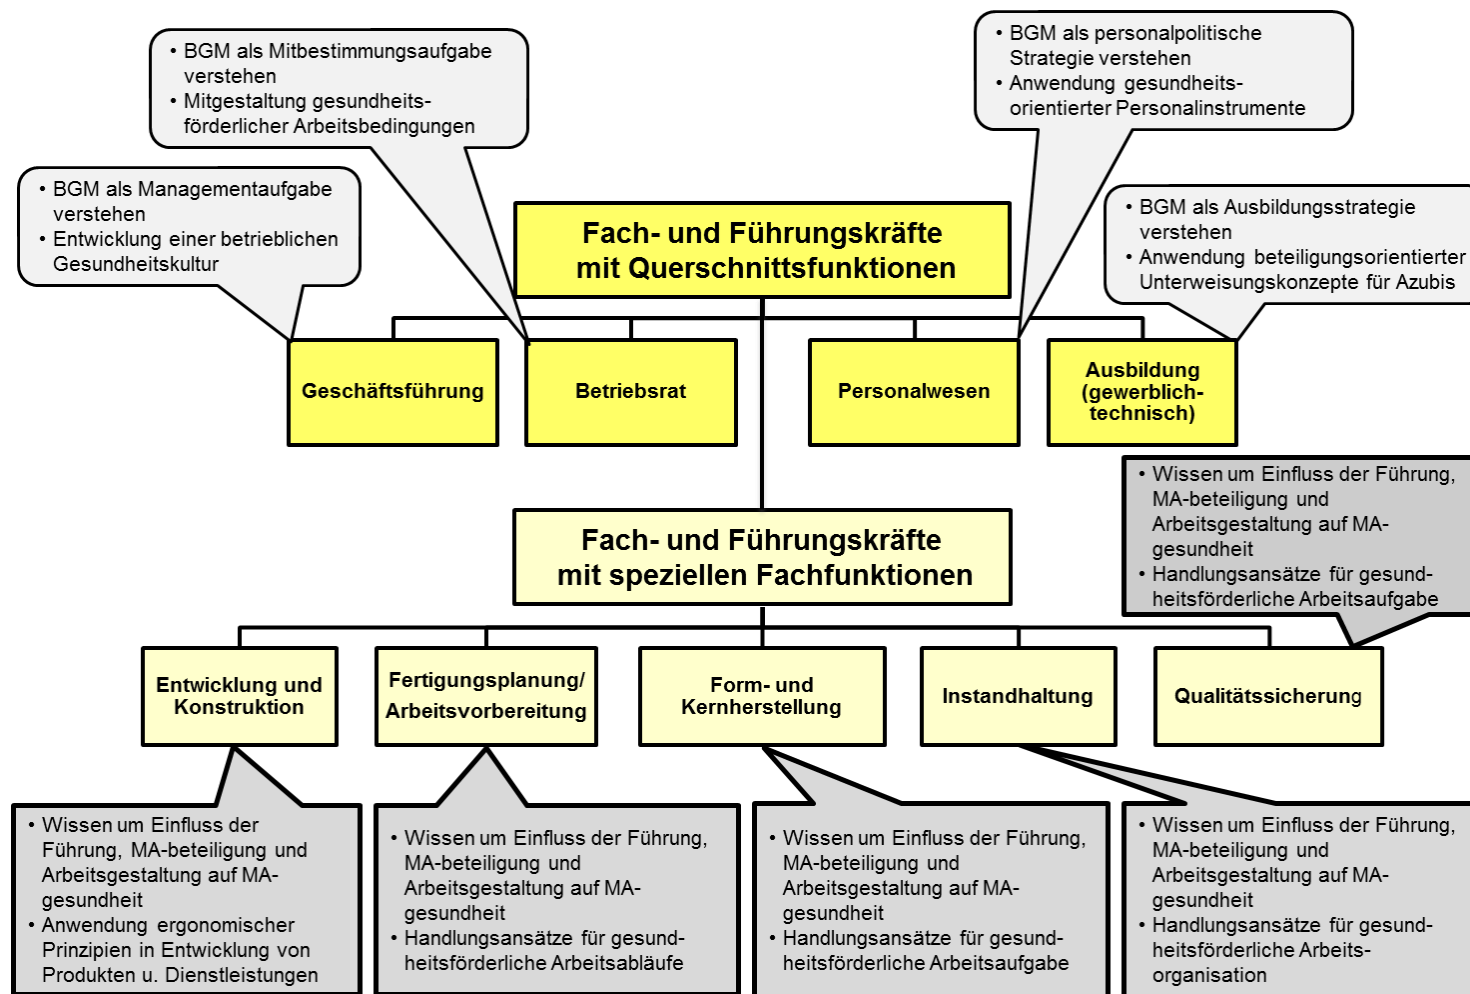 • BGM als Mitbestimmungsaufgabe
verstehen
• Mitgestaltung gesundheits-
förderlicher Arbeitsbedingungen
• BGM als personalpolitische
Strategie verstehen
• Anwendung gesundheits-
orientierter Personalinstrumente
• BGM als Managementaufgabe
verstehen
• Entwicklung einer betrieblichen
Gesundheitskultur
Fach- und Führungskräfte
mit Querschnittsfunktionen
• BGM als Ausbildungsstrategie
verstehen
• Anwendung beteiligungsorientierter
Unterweisungskonzepte für Azubis
Geschäftsführung
Betriebsrat
Personalwesen
Ausbildung
(gewerblich-
technisch)
• Wissen um Einfluss der Führung,
MA-beteiligung und
Arbeitsgestaltung auf MA-
gesundheit
• Handlungsansätze für gesund-
heitsförderliche Arbeitsaufgabe
Fach- und Führungskräfte
mit speziellen Fachfunktionen
Entwicklung und
Konstruktion
Fertigungsplanung/
Arbeitsvorbereitung
Form- und
Kernherstellung
Instandhaltung
Qualitätssicherung
• Wissen um Einfluss der
Führung, MA-beteiligung und
Arbeitsgestaltung auf MA-
gesundheit
• Anwendung ergonomischer
Prinzipien in Entwicklung von
Produkten u. Dienstleistungen
• Wissen um Einfluss der Führung,
MA-beteiligung und
Arbeitsgestaltung auf MA-
gesundheit
• Handlungsansätze für gesund-
heitsförderliche Arbeitsabläufe
• Wissen um Einfluss der Führung,
MA-beteiligung und
Arbeitsgestaltung auf MA-
gesundheit
• Handlungsansätze für gesund-
heitsförderliche Arbeitsaufgabe
• Wissen um Einfluss der Führung,
MA-beteiligung und
Arbeitsgestaltung auf MA-
gesundheit
• Handlungsansätze für gesund-
heitsförderliche Arbeits-
organisation